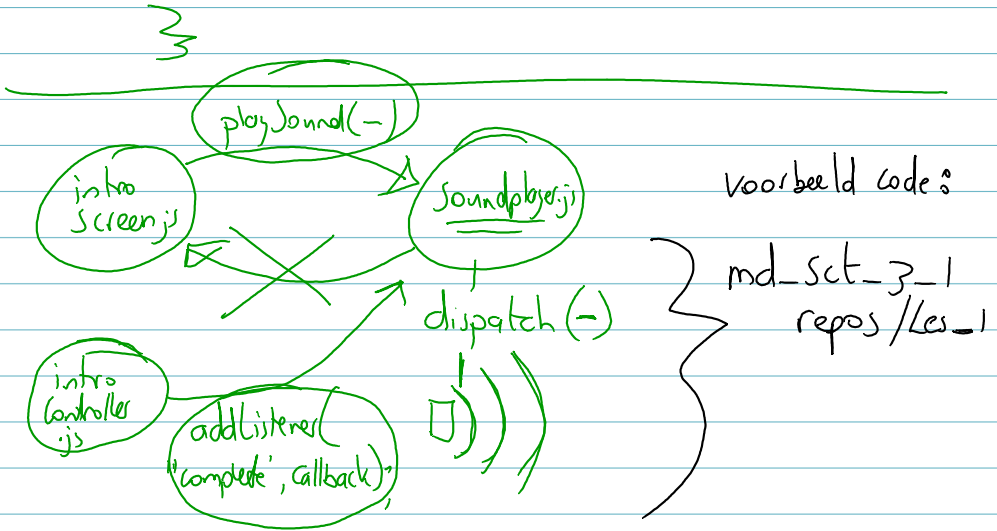 }
playSound(-)
intro
screen.js
soundplayer.js
dispatch(-)
intro
controller
.js
addListener(
"complete", callback);
voorbeeld code:
md_sct_3_1
repos/Les_1